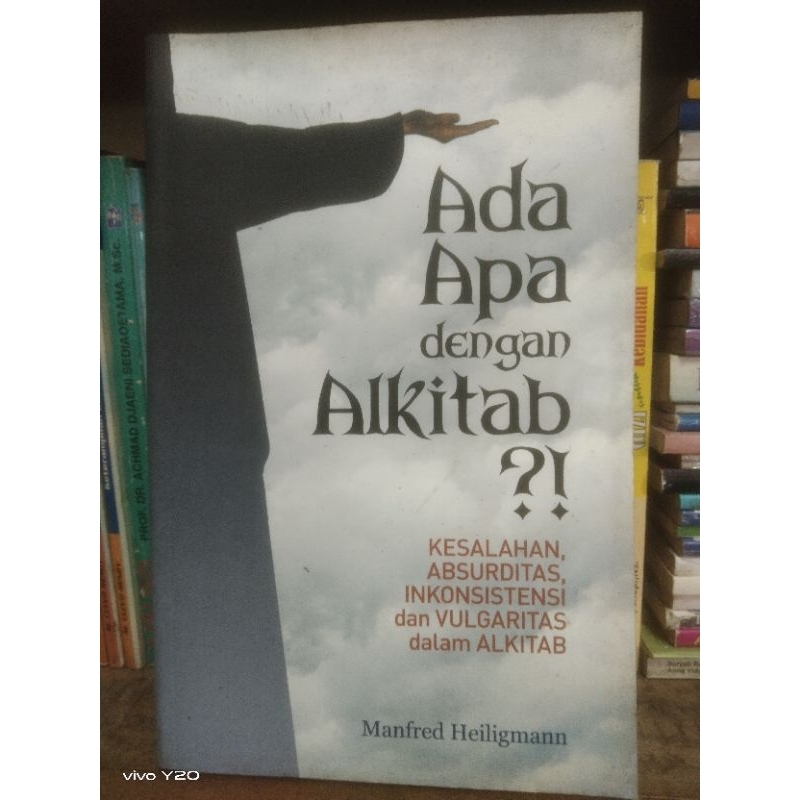 Ada
Apa
dengan
Alkitab
?!
KESALAHAN,
ABSURDITAS,
INKONSISTENSI
dan VULGARITAS
dalam ALKITAB
Manfred Heiligmann
PROF. DR. ACHMAD DJAENI SEDIAOETAMA, M.Sc.
Kebidanan
vivo Y20